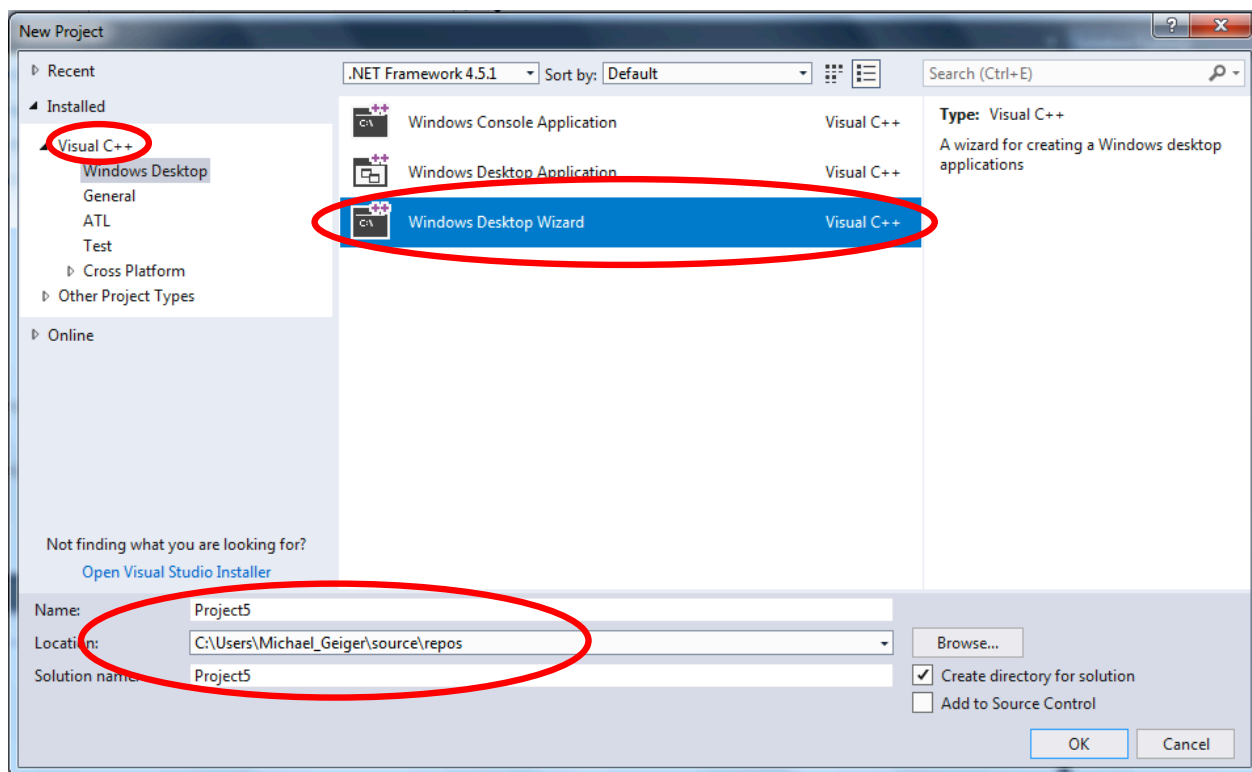 New Project
Recent
Installed
Visual C++
Windows Desktop
General
ATL
Test
Cross Platform
Other Project Types
Online
Not finding what you are looking for?
Open Visual Studio Installer
.NET Framework 4.5.1 Sort by: Default
Windows Console Application Visual C++
Windows Desktop Application Visual C++
Windows Desktop Wizard Visual C++
Search (Ctrl+E)
Type: Visual C++
A wizard for creating a Windows desktop
applications
Name: Project5
Location: C:\Users\Michael_Geiger\source\repos
Browse...
Solution name: Project5
Create directory for solution
Add to Source Control
OK Cancel